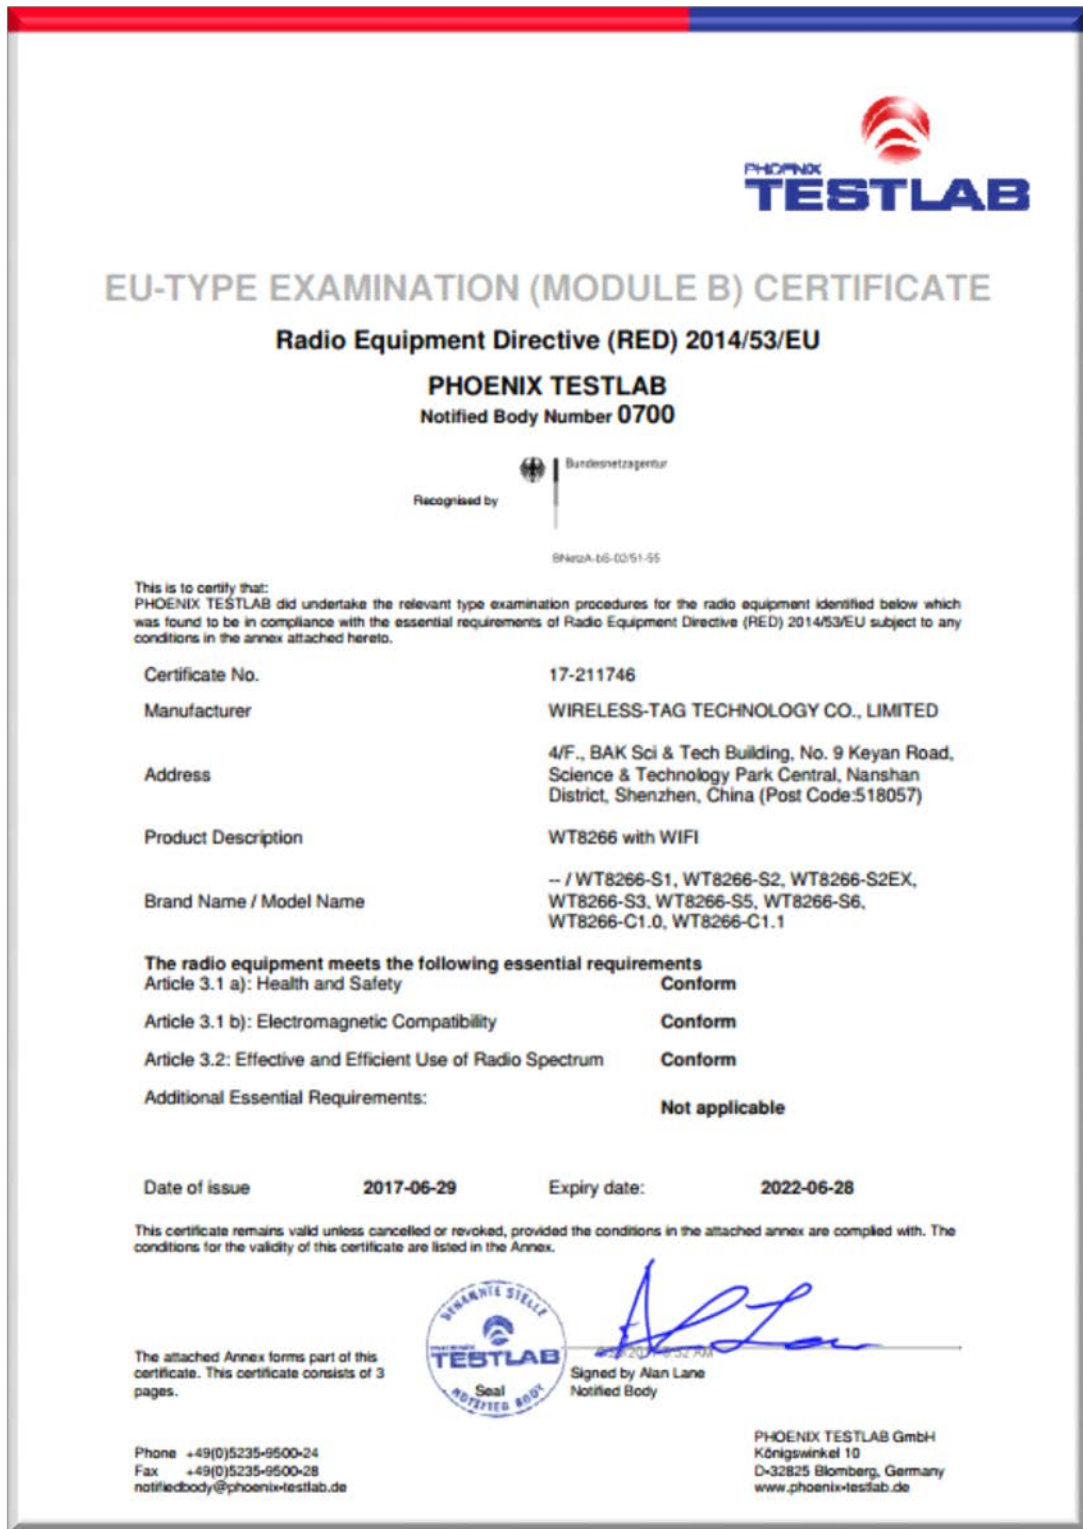 PHOENIX
TESTLAB
EU-TYPE EXAMINATION (MODULE B) CERTIFICATE
Radio Equipment Directive (RED) 2014/53/EU
PHOENIX TESTLAB
Notified Body Number 0700
Bundesnetzagentur
Recognised by
BNetzA-bS-02/51-55
This is to certify that:
PHOENIX TESTLAB did undertake the relevant type examination procedures for the radio equipment identified below which
was found to be in compliance with the essential requirements of Radio Equipment Directive (RED) 2014/53/EU subject to any
conditions in the annex attached hereto.
Certificate No. 17-211746
Manufacturer WIRELESS-TAG TECHNOLOGY CO., LIMITED
4/F., BAK Sci & Tech Building, No. 9 Keyan Road,
Address Science & Technology Park Central, Nanshan
District, Shenzhen, China (Post Code:518057)
Product Description WT8266 with WIFI
-- / WT8266-S1, WT8266-S2, WT8266-S2EX,
Brand Name / Model Name WT8266-S3, WT8266-S5, WT8266-S6,
WT8266-C1.0, WT8266-C1.1
The radio equipment meets the following essential requirements
Article 3.1 a): Health and Safety Conform
Article 3.1 b): Electromagnetic Compatibility Conform
Article 3.2: Effective and Efficient Use of Radio Spectrum Conform
Additional Essential Requirements: Not applicable
Date of issue 2017-06-29 Expiry date: 2022-06-28
This certificate remains valid unless cancelled or revoked, provided the conditions in the attached annex are complied with. The
conditions for the validity of this certificate are listed in the Annex.
BENANNTE STELLE
PHOENIX
TESTLAB
Seal
NOTIFIED BODY
The attached Annex forms part of this
certificate. This certificate consists of 3
pages.
Signed by Alan Lane
Notified Body
Phone +49(0)5235-9500-24
Fax +49(0)5235-9500-28
notifiedbody@phoenix-testlab.de
PHOENIX TESTLAB GmbH
Königswinkel 10
D-32825 Blomberg, Germany
www.phoenix-testlab.de